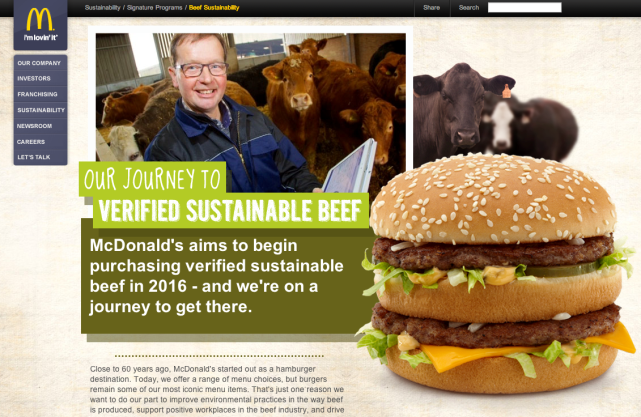 Sustainability / Signature Programs / Beef Sustainability
Share
Search
M
i'm lovin' it®
OUR COMPANY
INVESTORS
FRANCHISING
SUSTAINABILITY
NEWSROOM
CAREERS
LET'S TALK
OUR JOURNEY TO
VERIFIED SUSTAINABLE BEEF
McDonald's aims to begin
purchasing verified sustainable
beef in 2016 - and we're on a
journey to get there.
Close to 60 years ago, McDonald's started out as a hamburger
destination. Today, we offer a range of menu choices, but burgers
remain some of our most iconic menu items. That's just one reason we
want to do our part to improve environmental practices in the way beef
is produced, support positive workplaces in the beef industry, and drive